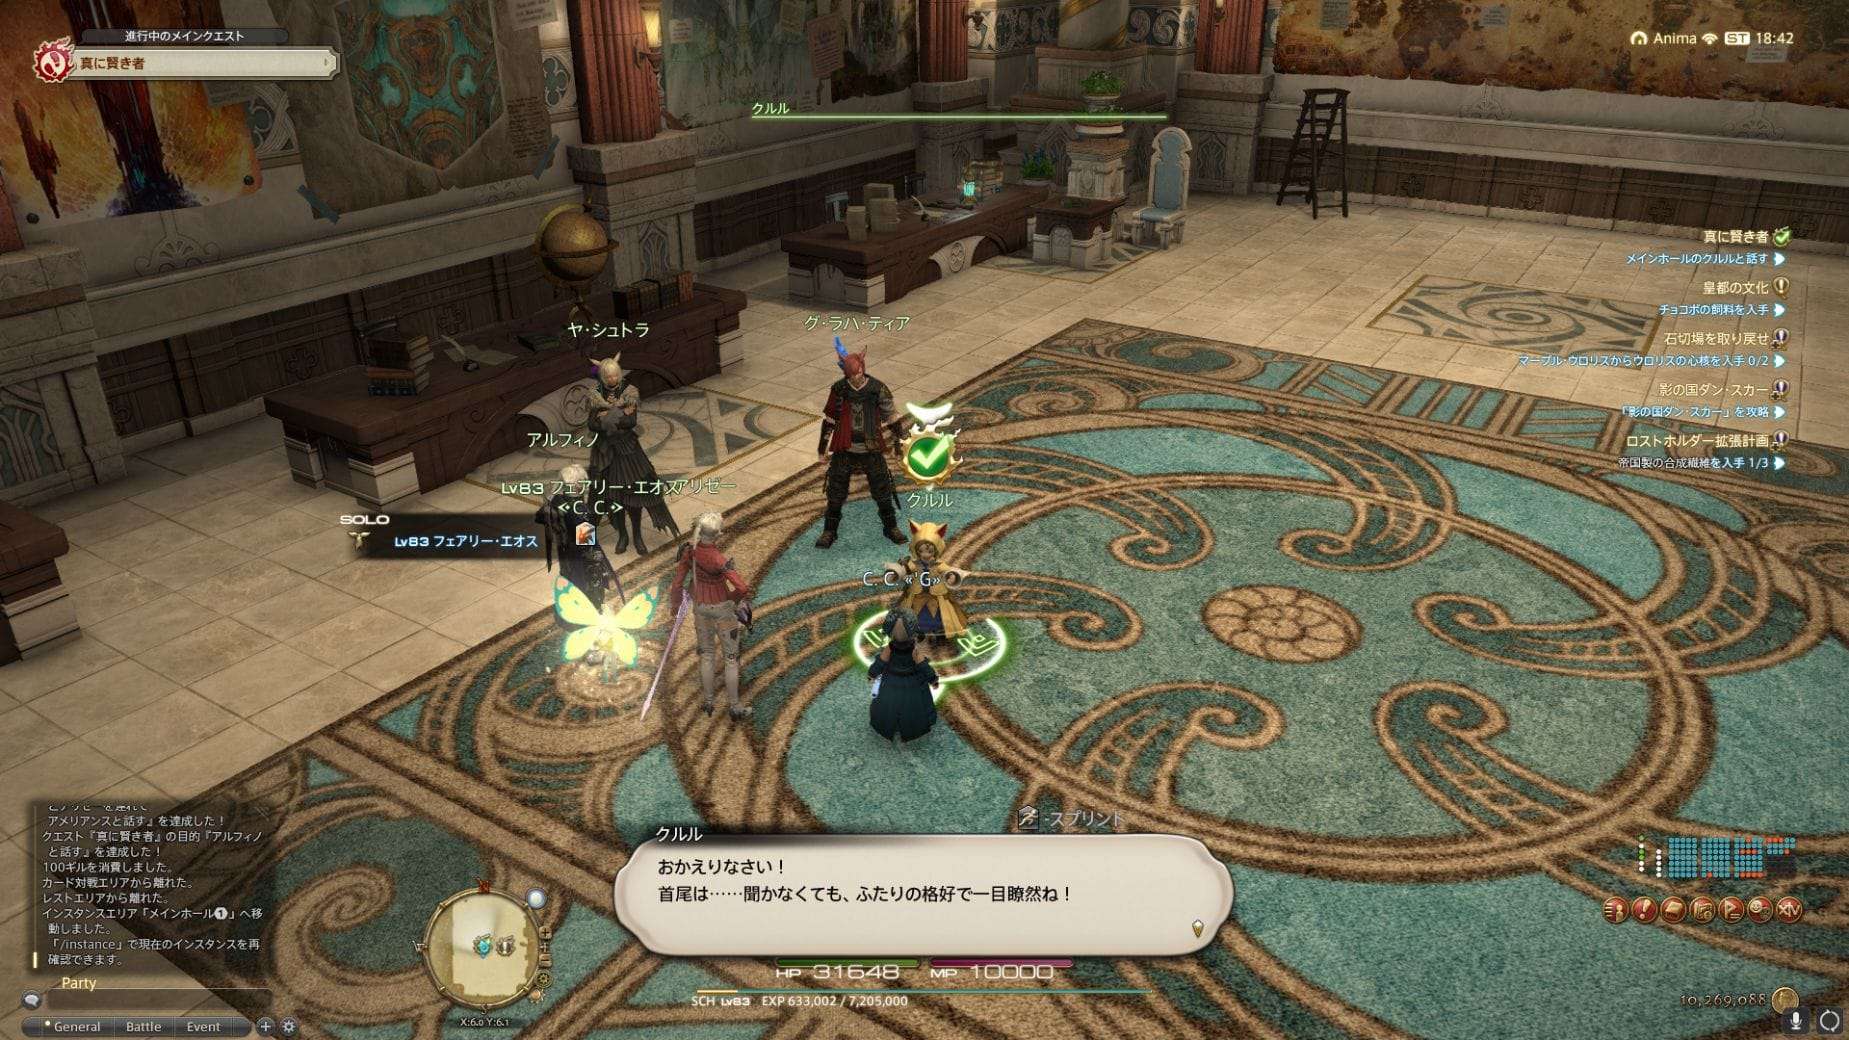 進行中のメインクエスト
真に賢き者
Anima ST 18:42
クルル
真に賢き者
メインホールのクルルと話す
皇都の文化
チョコボの飼料を入手
石切場を取り戻せ
マーブル・ウロリスからウロリスの心核を入手 0/2
影の国ダン・スカー
『影の国ダン・スカー』を攻略
ロストホルダー拡張計画
帝国製の合成繊維を入手 1/3
ヤ・シュトラ
グ・ラハ・ティア
アルフィノ
Lv83 フェアリー・エオス
アリゼー
«C. C.»
クルル
SOLO
Lv83 フェアリー・エオス
C. C. «'G»
アメリアンスと話す』を達成した！
クエスト『真に賢き者』の目的『アルフィノ
と話す』を達成した！
100ギルを消費しました。
カード対戦エリアから離れた。
レストエリアから離れた。
インスタンスエリア「メインホール1」へ移
動しました。
「/instance」で現在のインスタンスを再
確認できます。
Party
General Battle Event
X:6.0 Y:6.1
-スプリント
クルル
おかえりなさい！
首尾は……聞かなくても、ふたりの格好で一目瞭然ね！
HP 31648 MP 10000
SCH Lv83 EXP 633,002 / 7,205,000
XIV
10,269,088